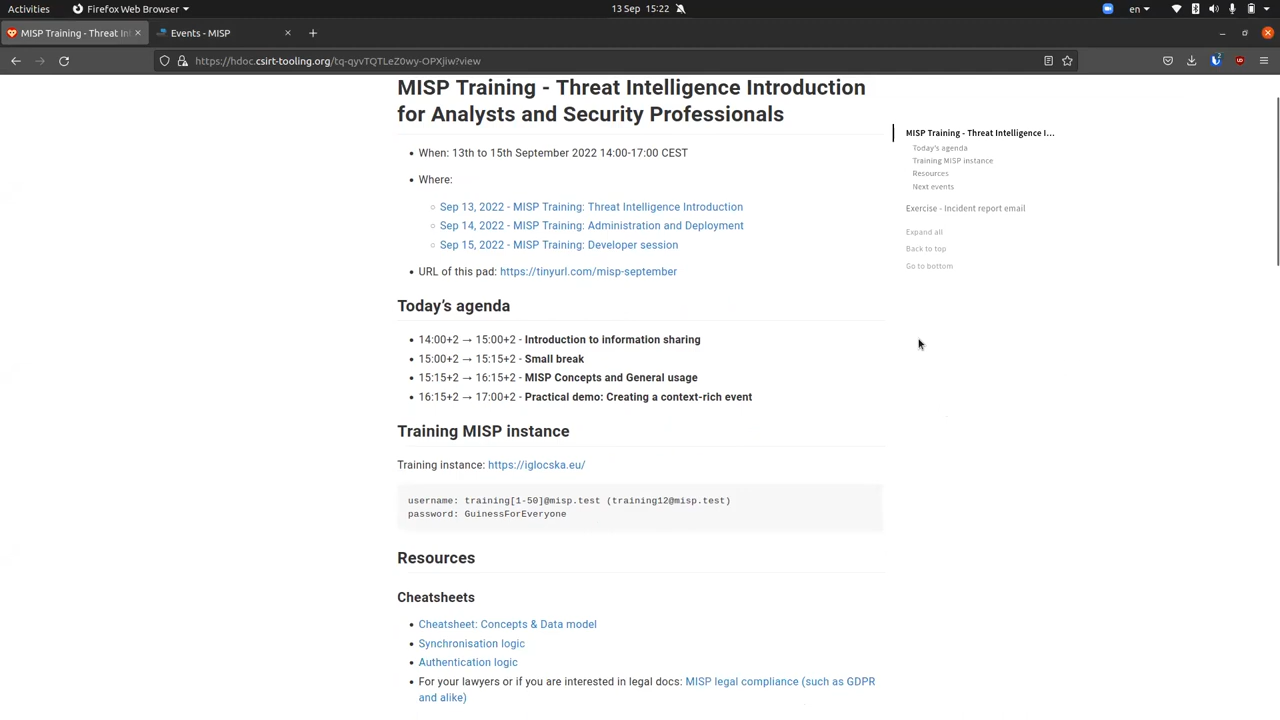 Activities Firefox Web Browser 13 Sep 15:22 en
MISP Training - Threat In Events - MISP
https://hdoc.csirt-tooling.org/tq-qyvTQTLeZ0wy-OPXjiw?view
MISP Training - Threat Intelligence Introduction
for Analysts and Security Professionals
• When: 13th to 15th September 2022 14:00-17:00 CEST
• Where:
○ Sep 13, 2022 - MISP Training: Threat Intelligence Introduction
○ Sep 14, 2022 - MISP Training: Administration and Deployment
○ Sep 15, 2022 - MISP Training: Developer session
• URL of this pad: https://tinyurl.com/misp-september
Today’s agenda
• 14:00+2 → 15:00+2 - Introduction to information sharing
• 15:00+2 → 15:15+2 - Small break
• 15:15+2 → 16:15+2 - MISP Concepts and General usage
• 16:15+2 → 17:00+2 - Practical demo: Creating a context-rich event
Training MISP instance
Training instance: https://iglocska.eu/
username: training[1-50]@misp.test (training12@misp.test)
password: GuinessForEveryone
Resources
Cheatsheets
• Cheatsheet: Concepts & Data model
• Synchronisation logic
• Authentication logic
• For your lawyers or if you are interested in legal docs: MISP legal compliance (such as GDPR
and alike)
MISP Training - Threat Intelligence I...
Today's agenda
Training MISP instance
Resources
Next events
Exercise - Incident report email
Expand all
Back to top
Go to bottom